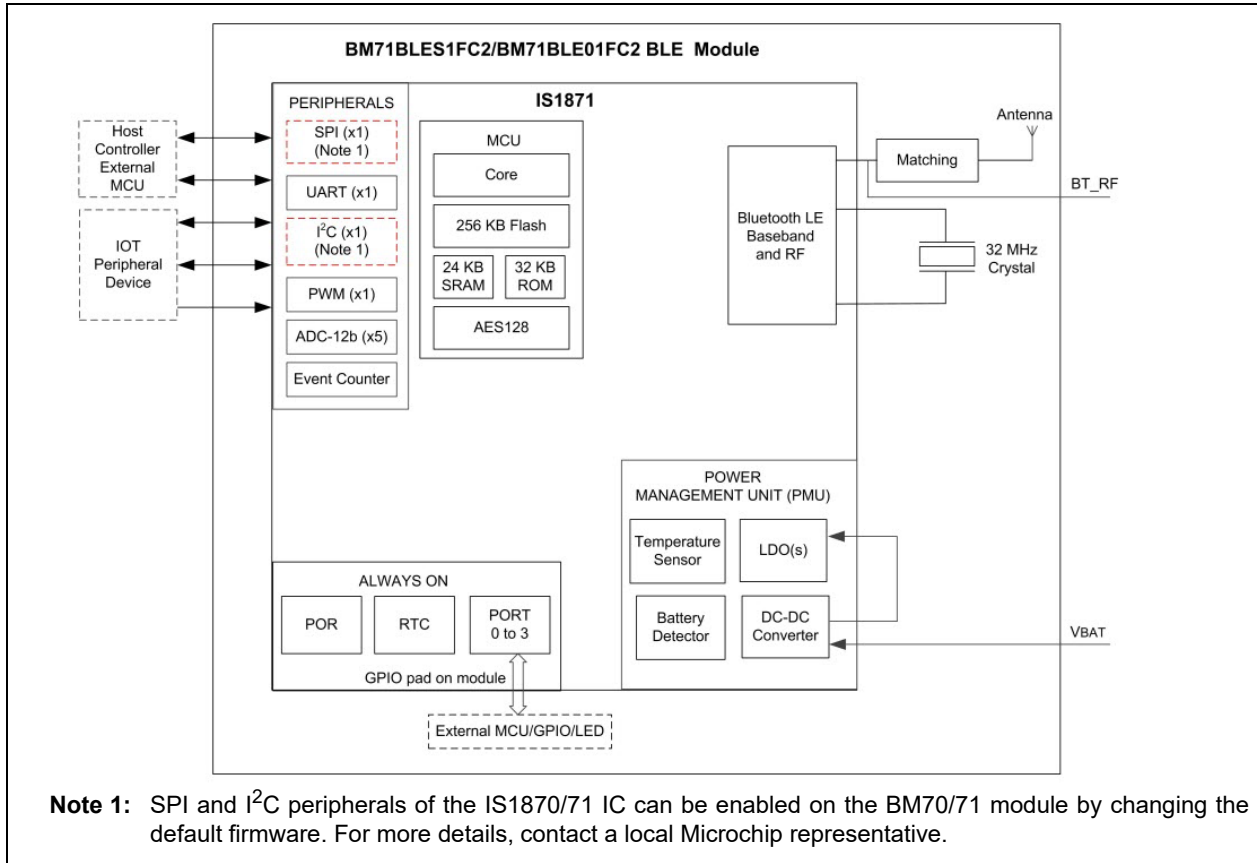 BM71BLES1FC2/BM71BLE01FC2 BLE Module
IS1871
PERIPHERALS
SPI (x1)
(Note 1)
UART (x1)
I²C (x1)
(Note 1)
PWM (x1)
ADC-12b (x5)
Event Counter
Host
Controller
External
MCU
IOT
Peripheral
Device
MCU
Core
256 KB Flash
24 KB
SRAM
32 KB
ROM
AES128
Bluetooth LE
Baseband
and RF
Matching
Antenna
BT_RF
32 MHz
Crystal
POWER
MANAGEMENT UNIT (PMU)
Temperature
Sensor
LDO(s)
Battery
Detector
DC-DC
Converter
VBAT
ALWAYS ON
POR
RTC
PORT
0 to 3
GPIO pad on module
External MCU/GPIO/LED
Note 1: SPI and I²C peripherals of the IS1870/71 IC can be enabled on the BM70/71 module by changing the
default firmware. For more details, contact a local Microchip representative.